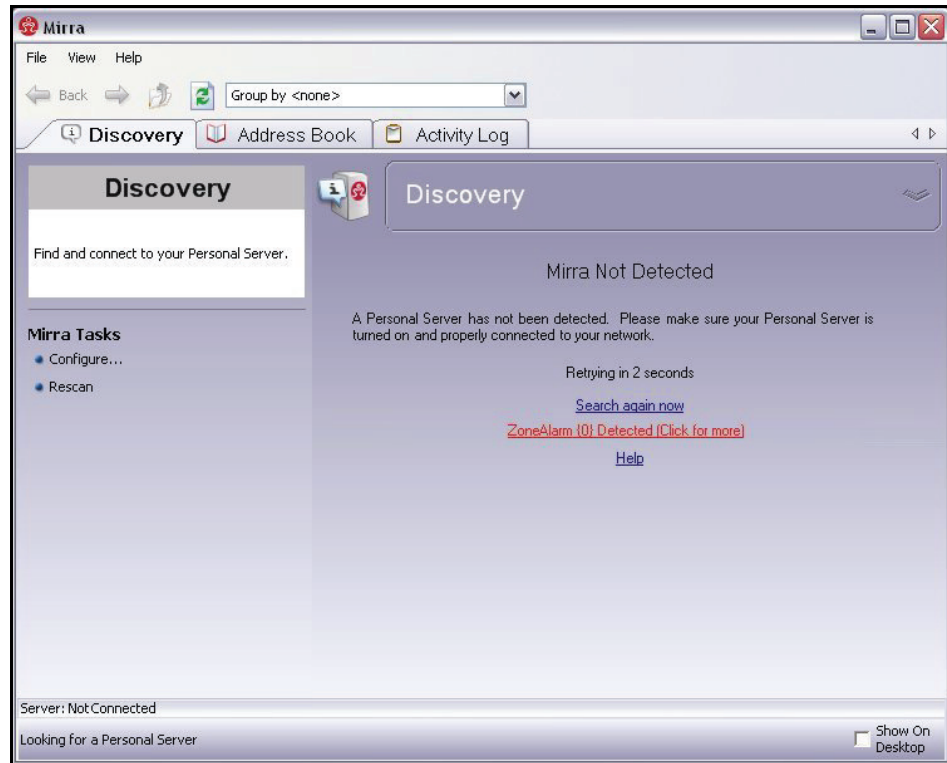 Mirra
File View Help
Back Group by <none>
Discovery Address Book Activity Log
Discovery
Find and connect to your Personal Server.
Mirra Tasks
Configure...
Rescan
Discovery
Mirra Not Detected
A Personal Server has not been detected. Please make sure your Personal Server is
turned on and properly connected to your network.
Retrying in 2 seconds
Search again now
ZoneAlarm {0} Detected (Click for more)
Help
Server: Not Connected
Looking for a Personal Server
Show On
Desktop